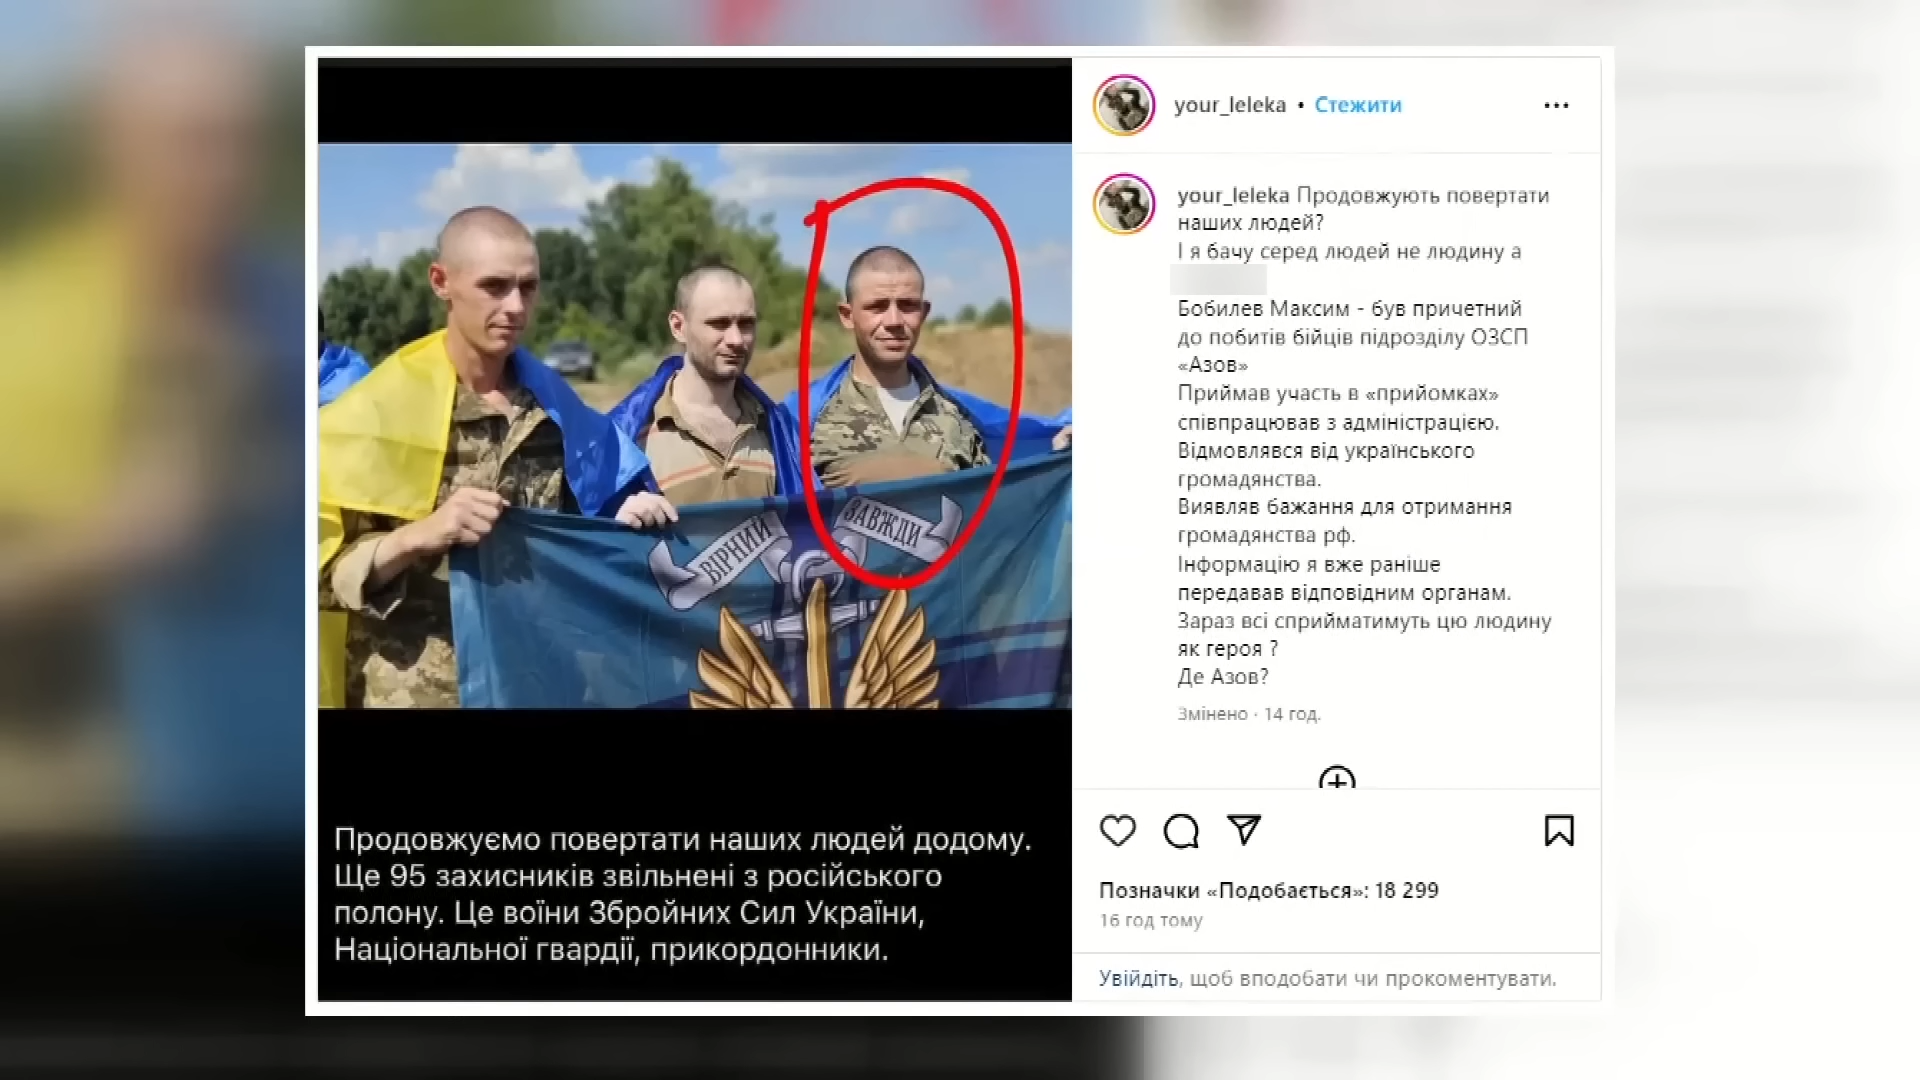 ВІРНИЙ ЗАВЖДИ
Продовжуємо повертати наших людей додому.
Ще 95 захисників звільнені з російського
полону. Це воїни Збройних Сил України,
Національної гвардії, прикордонники.
your_leleka • Стежити
your_leleka Продовжують повертати
наших людей?
І я бачу серед людей не людину а
Бобилев Максим - був причетний
до побитів бійців підрозділу ОЗСП
«Азов»
Приймав участь в «прийомках»
співпрацював з адміністрацією.
Відмовлявся від українського
громадянства.
Виявляв бажання для отримання
громадянства рф.
Інформацію я вже раніше
передавав відповідним органам.
Зараз всі сприйматимуть цю людину
як героя ?
Де Азов?
Змінено · 14 год.
Позначки «Подобається»: 18 299
16 год тому
Увійдіть, щоб вподобати чи прокоментувати.